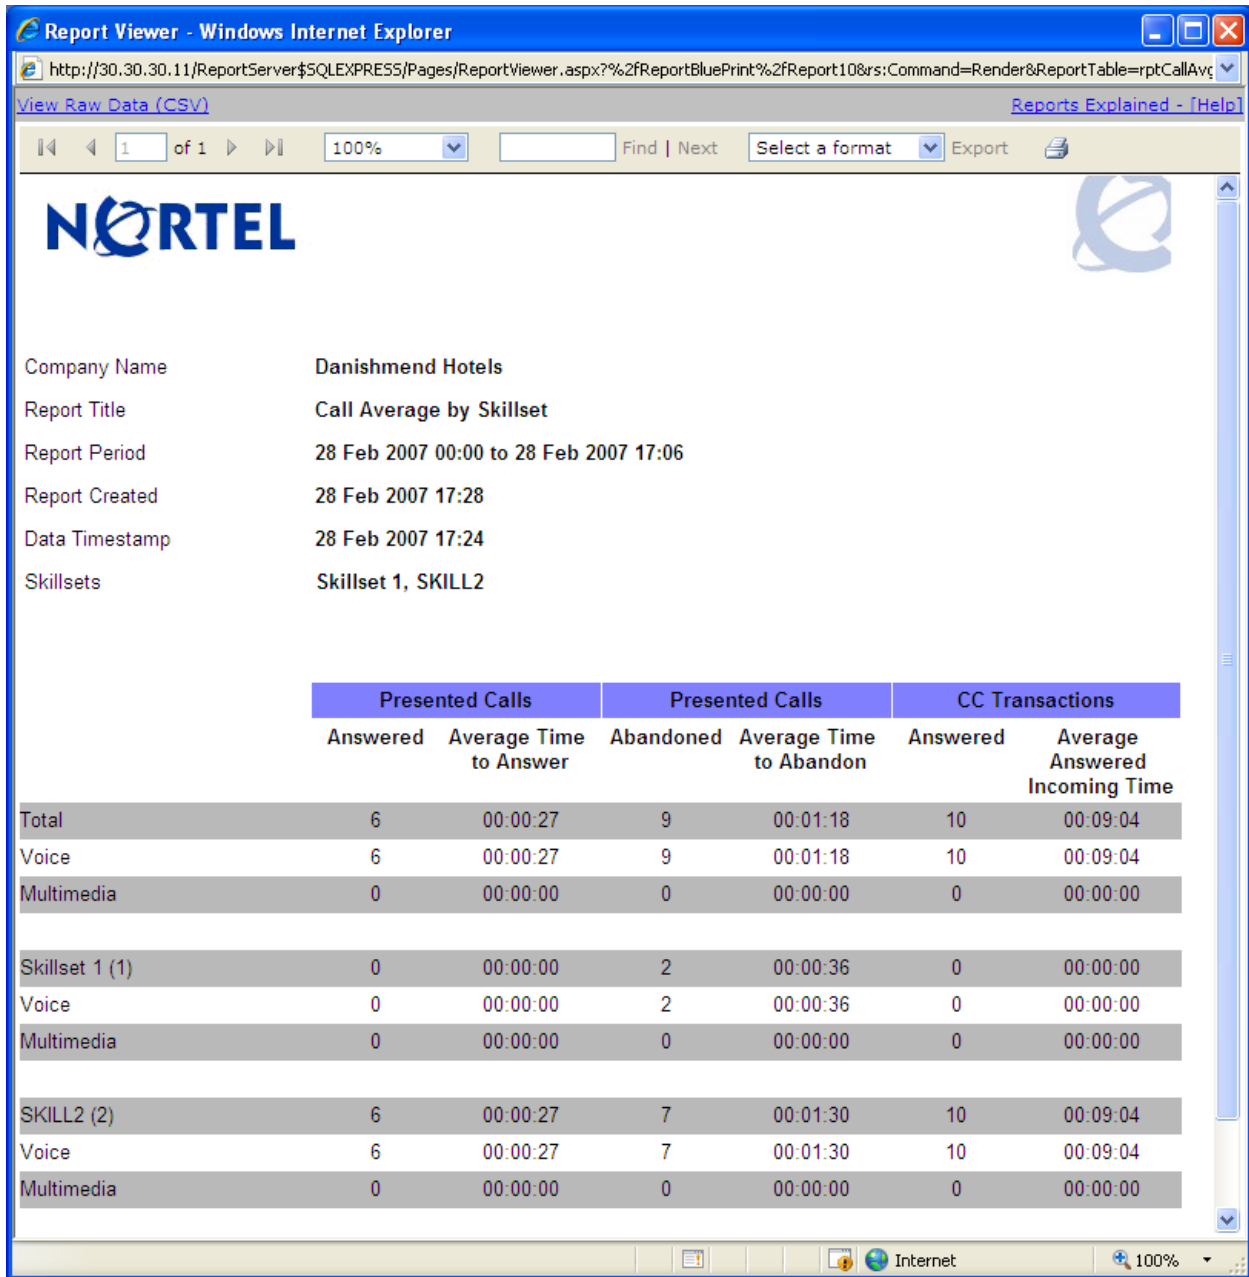 Report Viewer - Windows Internet Explorer
http://30.30.30.11/ReportServer$SQLEXPRESS/Pages/ReportViewer.aspx?%2fReportBluePrint%2fReport10&rs:Command=Render&ReportTable=rptCallAvg
View Raw Data (CSV) Reports Explained - [Help]
1 of 1 100% Find | Next Select a format Export
NORTEL
Company Name Danishmend Hotels
Report Title Call Average by Skillset
Report Period 28 Feb 2007 00:00 to 28 Feb 2007 17:06
Report Created 28 Feb 2007 17:28
Data Timestamp 28 Feb 2007 17:24
Skillsets Skillset 1, SKILL2
Presented Calls Presented Calls CC Transactions
Answered Average Time Abandoned Average Time Answered Average
to Answer to Abandon Answered
Incoming Time
Total 6 00:00:27 9 00:01:18 10 00:09:04
Voice 6 00:00:27 9 00:01:18 10 00:09:04
Multimedia 0 00:00:00 0 00:00:00 0 00:00:00
Skillset 1 (1) 0 00:00:00 2 00:00:36 0 00:00:00
Voice 0 00:00:00 2 00:00:36 0 00:00:00
Multimedia 0 00:00:00 0 00:00:00 0 00:00:00
SKILL2 (2) 6 00:00:27 7 00:01:30 10 00:09:04
Voice 6 00:00:27 7 00:01:30 10 00:09:04
Multimedia 0 00:00:00 0 00:00:00 0 00:00:00
Internet 100%